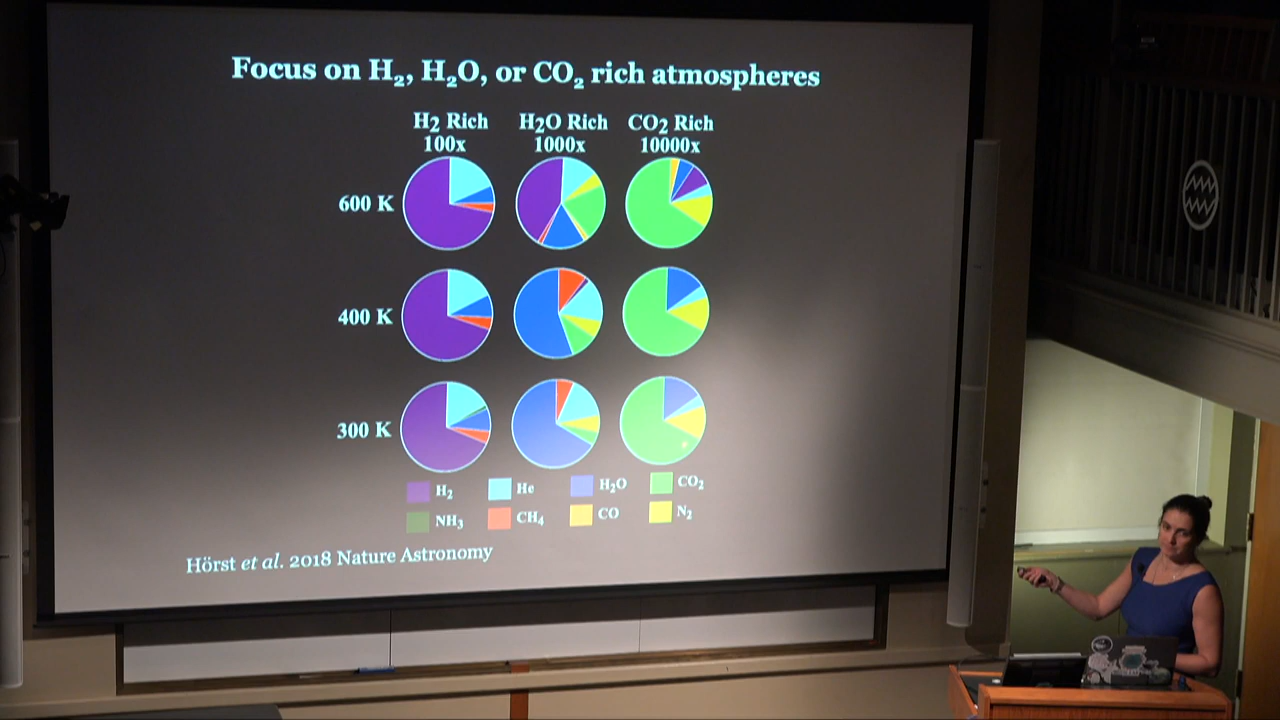 Focus on H₂, H₂O, or CO₂ rich atmospheres
H2 Rich H2O Rich CO2 Rich
100x 1000x 10000x
600 K
400 K
300 K
H₂ He H₂O CO₂
NH₃ CH₄ CO N₂
Hörst et al. 2018 Nature Astronomy